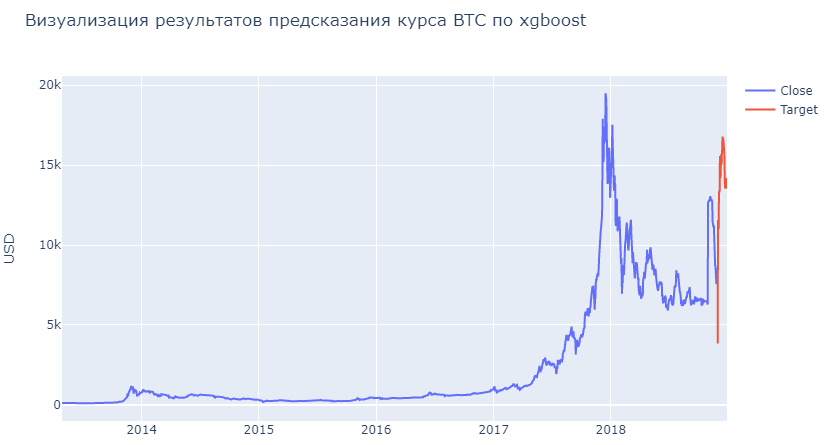 Визуализация результатов предсказания курса BTC по xgboost
Close
Target
USD
20k
15k
10k
5k
0
2014
2015
2016
2017
2018